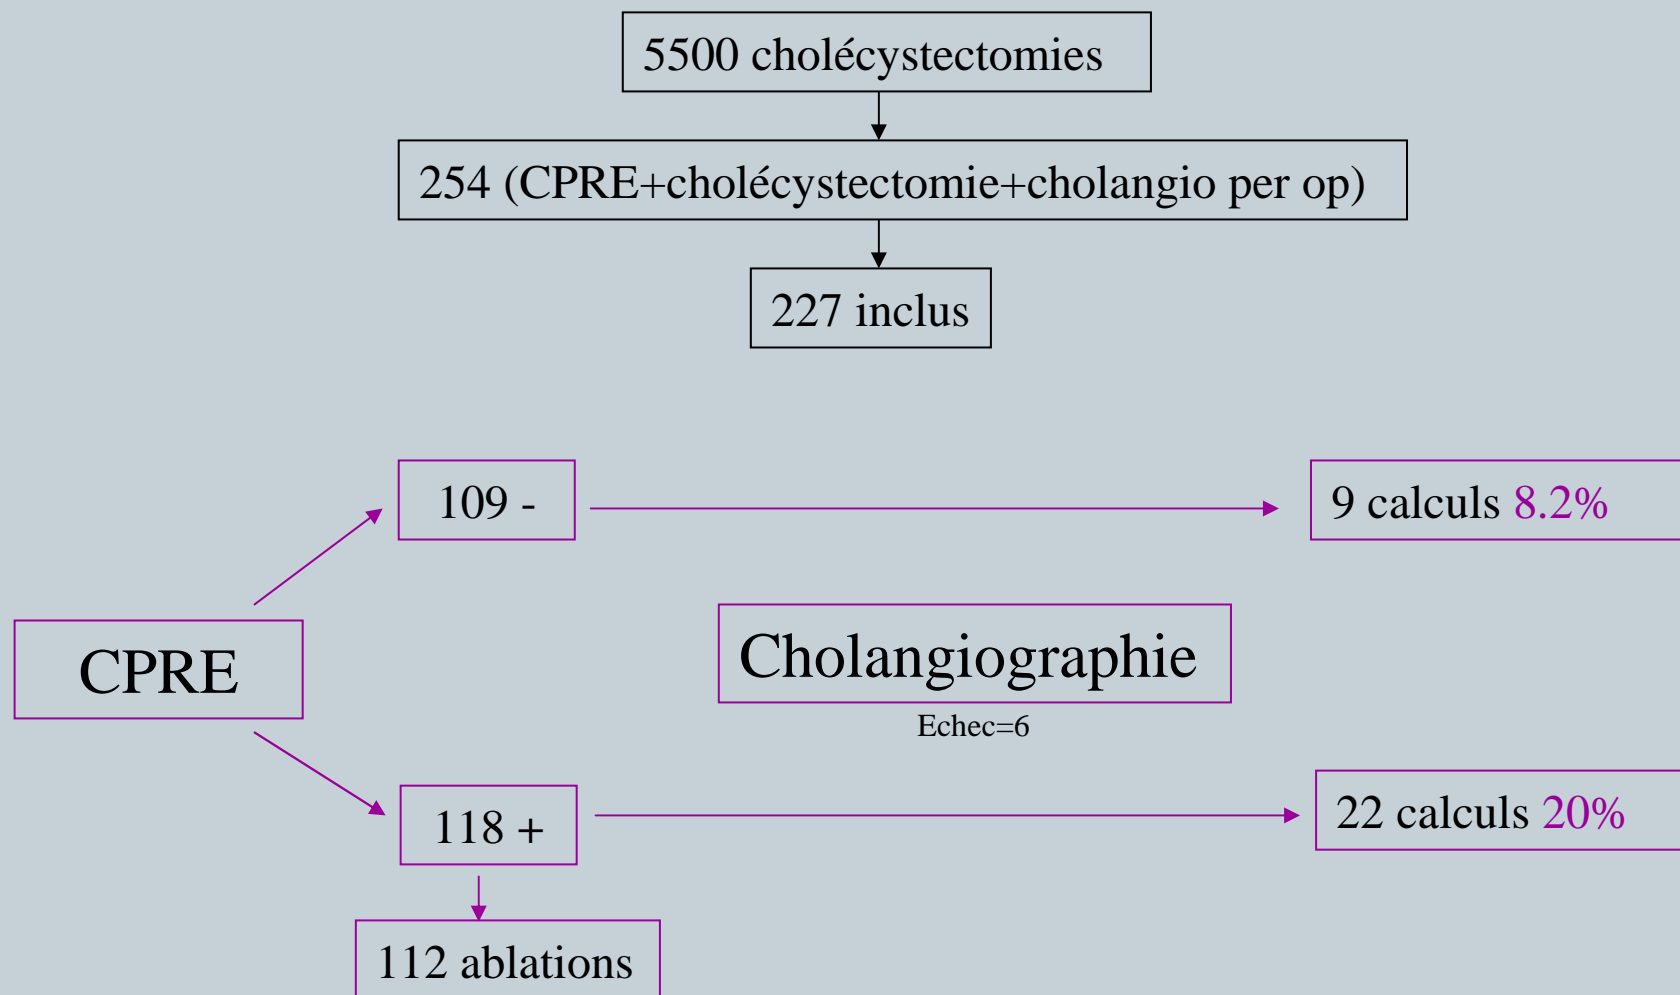 5500 cholécystectomies
254 (CPRE+cholécystectomie+cholangio per op)
227 inclus
109 -
9 calculs 8.2%
CPRE
Cholangiographie
Echec=6
118 +
22 calculs 20%
112 ablations